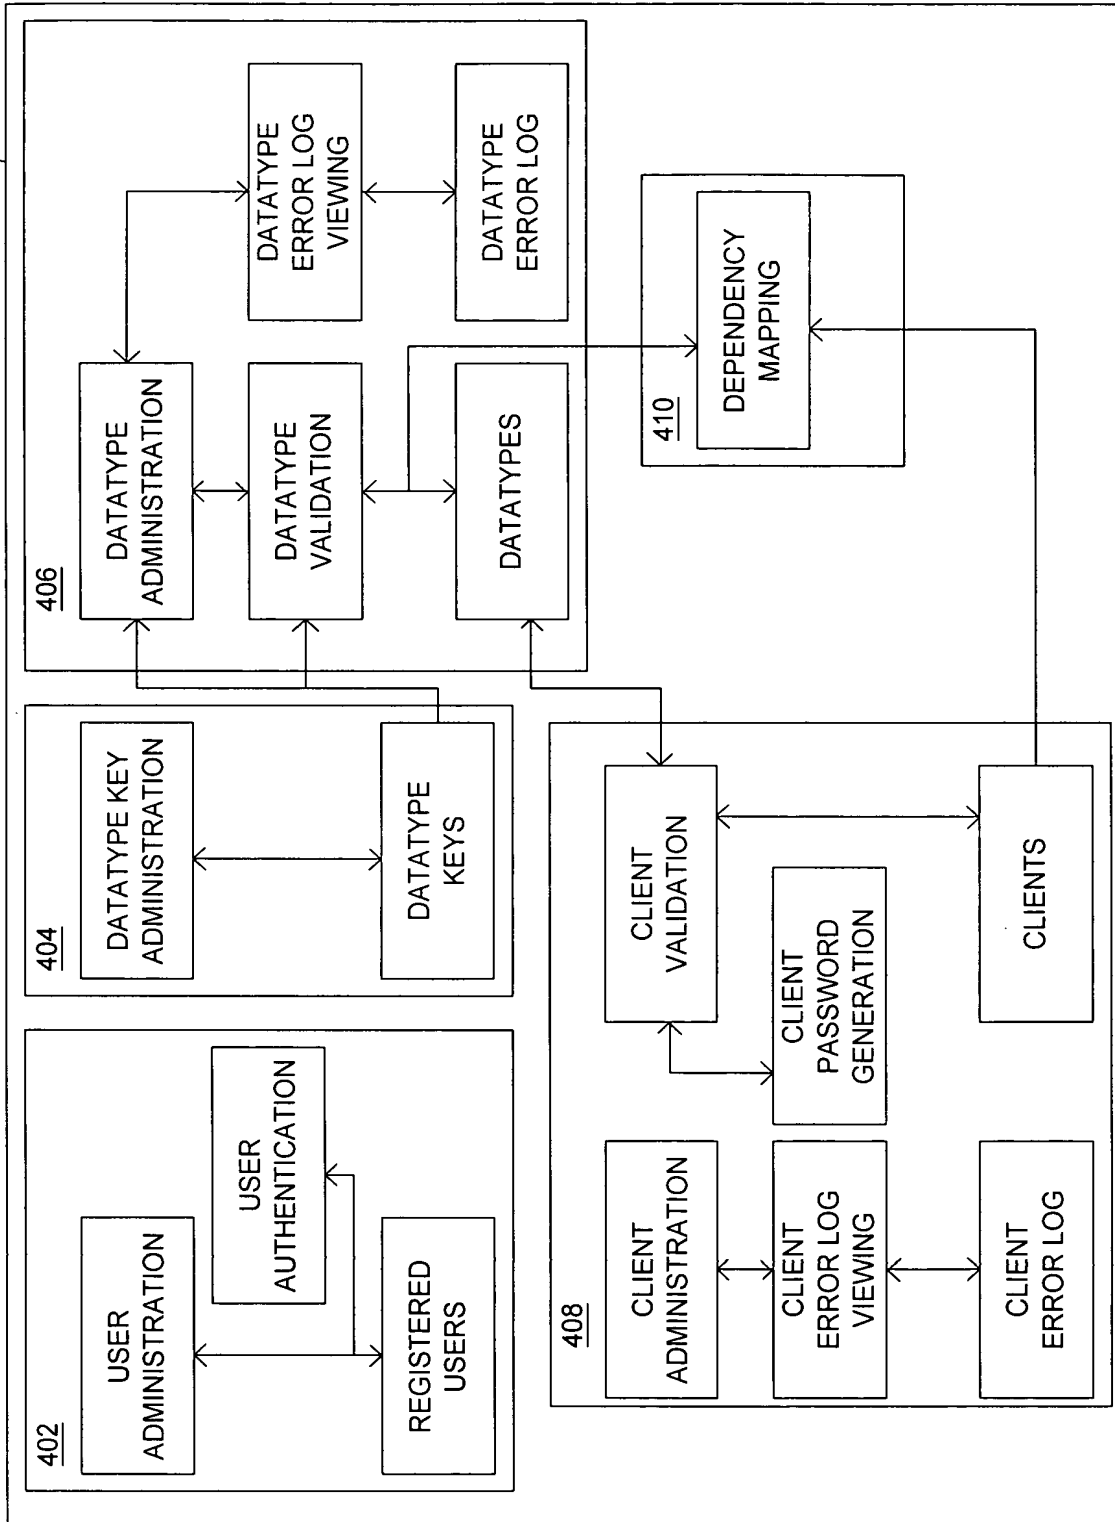 402
USER
ADMINISTRATION
USER
AUTHENTICATION
REGISTERED
USERS
404
DATATYPE KEY
ADMINISTRATION
DATATYPE
KEYS
406
DATATYPE
ADMINISTRATION
DATATYPE
VALIDATION
DATATYPES
DATATYPE
ERROR LOG
VIEWING
DATATYPE
ERROR LOG
408
CLIENT
ADMINISTRATION
CLIENT
ERROR LOG
VIEWING
CLIENT
ERROR LOG
CLIENT
VALIDATION
CLIENT
PASSWORD
GENERATION
CLIENTS
410
DEPENDENCY
MAPPING